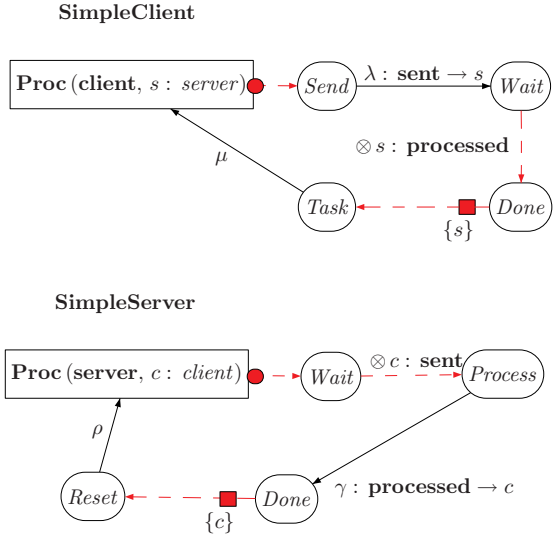 SimpleClient
Proc (client, s : server)
Send
λ : sent → s
Wait
⊗ s : processed
μ
Task
Done
{s}
SimpleServer
Proc (server, c : client)
Wait
⊗ c : sent
Process
ρ
Reset
Done
γ : processed → c
{c}